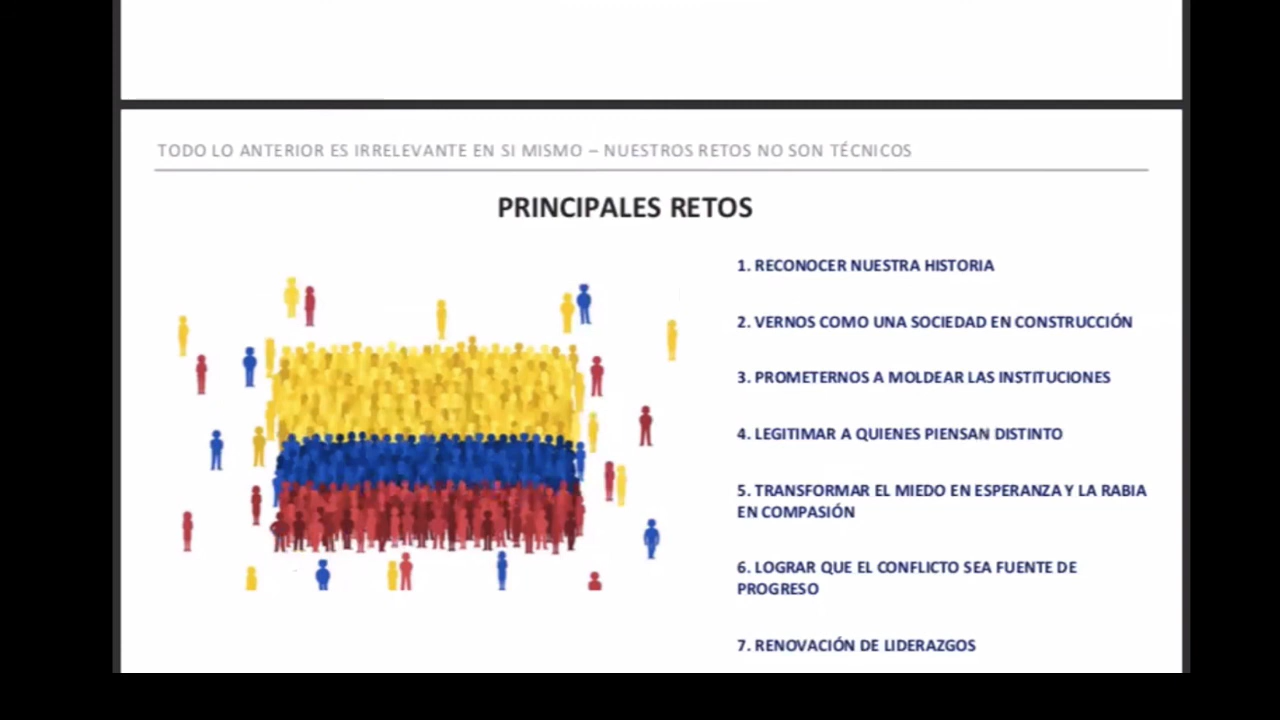 TODO LO ANTERIOR ES IRRELEVANTE EN SI MISMO – NUESTROS RETOS NO SON TÉCNICOS
PRINCIPALES RETOS
1. RECONOCER NUESTRA HISTORIA
2. VERNOS COMO UNA SOCIEDAD EN CONSTRUCCIÓN
3. PROMETERNOS A MOLDEAR LAS INSTITUCIONES
4. LEGITIMAR A QUIENES PIENSAN DISTINTO
5. TRANSFORMAR EL MIEDO EN ESPERANZA Y LA RABIA
EN COMPASIÓN
6. LOGRAR QUE EL CONFLICTO SEA FUENTE DE
PROGRESO
7. RENOVACIÓN DE LIDERAZGOS